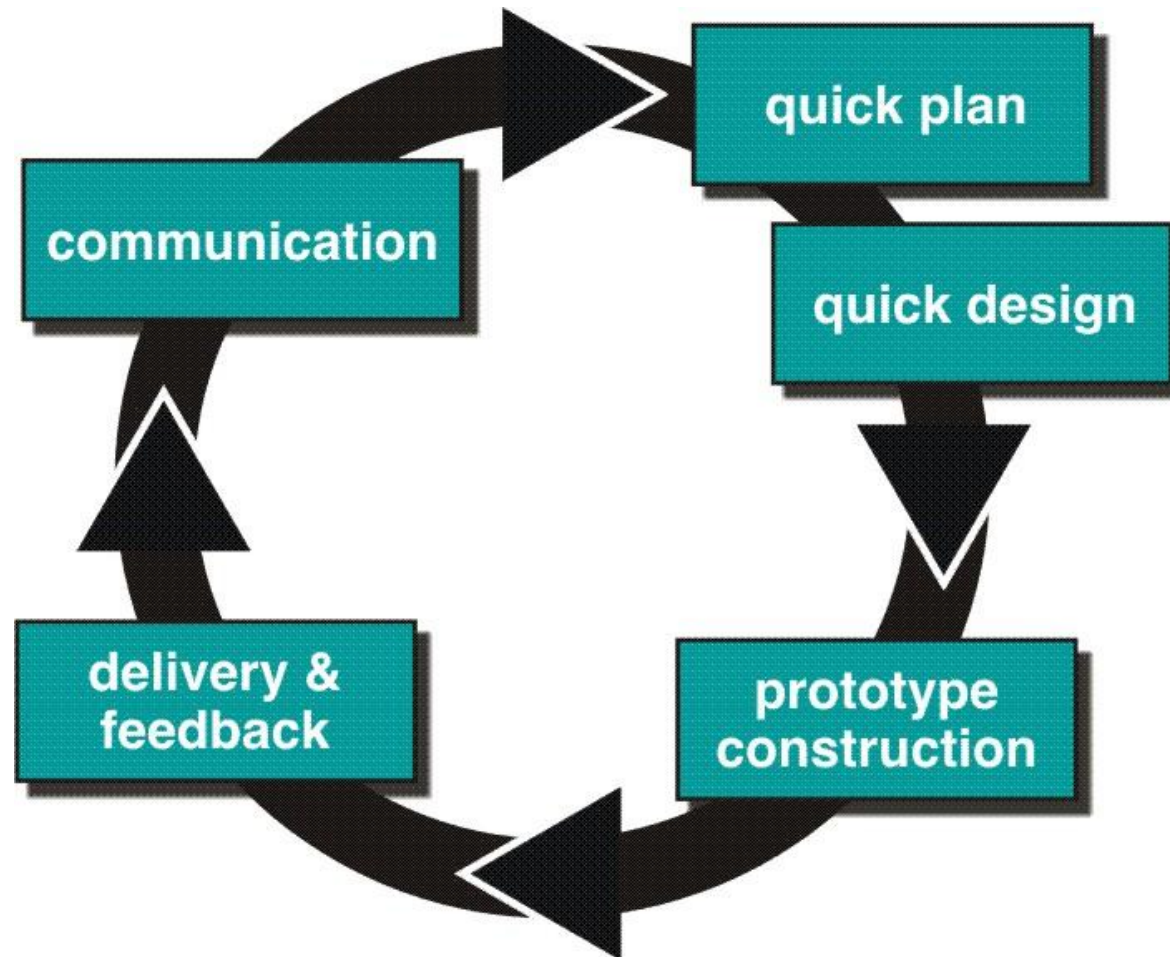 quick plan
communication
quick design
delivery &
feedback
prototype
construction